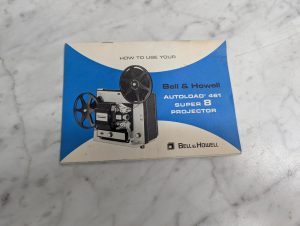 HOW TO USE YOUR
Bell & Howell
AUTOLOAD® 461
SUPER 8
PROJECTOR
BELL & HOWELL